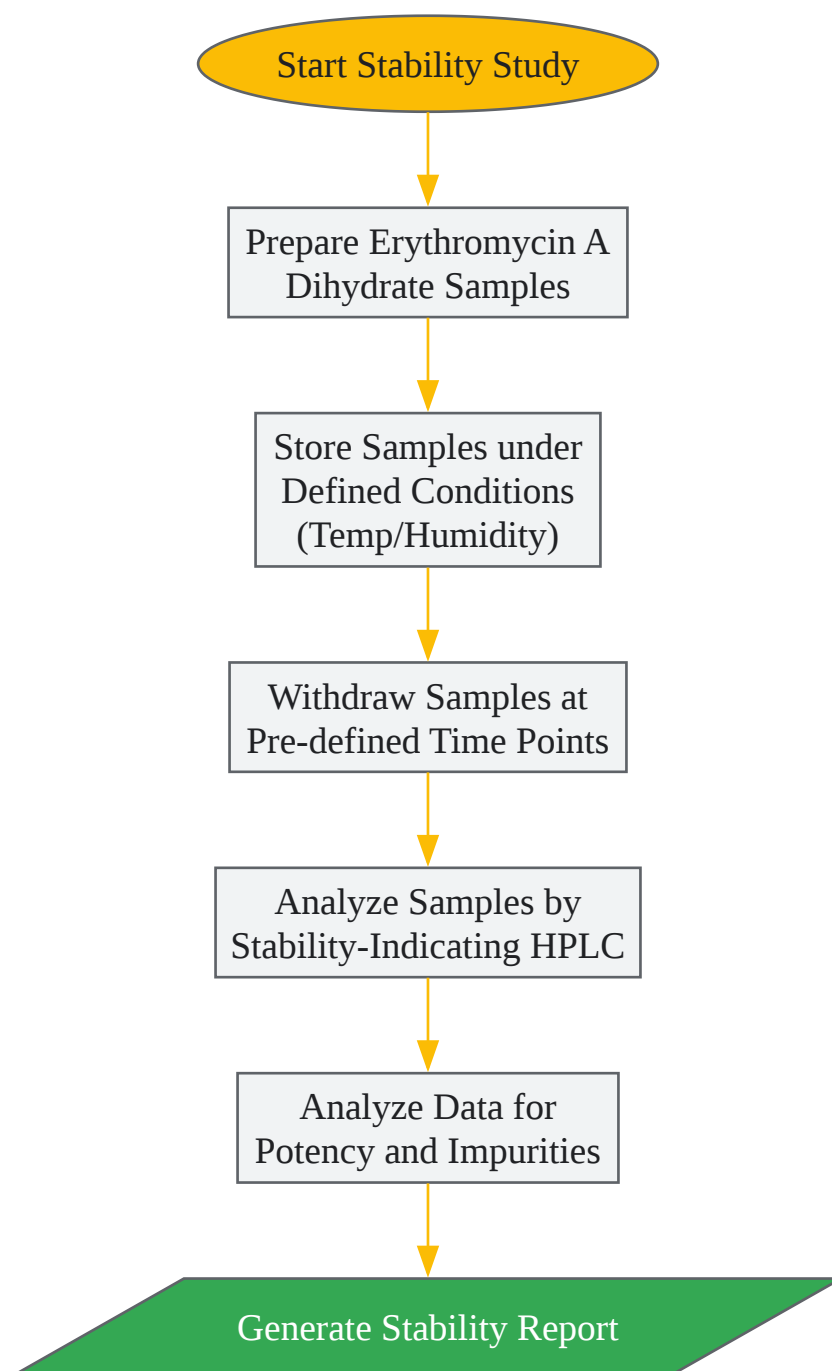 Start Stability Study
Prepare Erythromycin A
Dihydrate Samples
Store Samples under
Defined Conditions
(Temp/Humidity)
Withdraw Samples at
Pre-defined Time Points
Analyze Samples by
Stability-Indicating HPLC
Analyze Data for
Potency and Impurities
Generate Stability Report